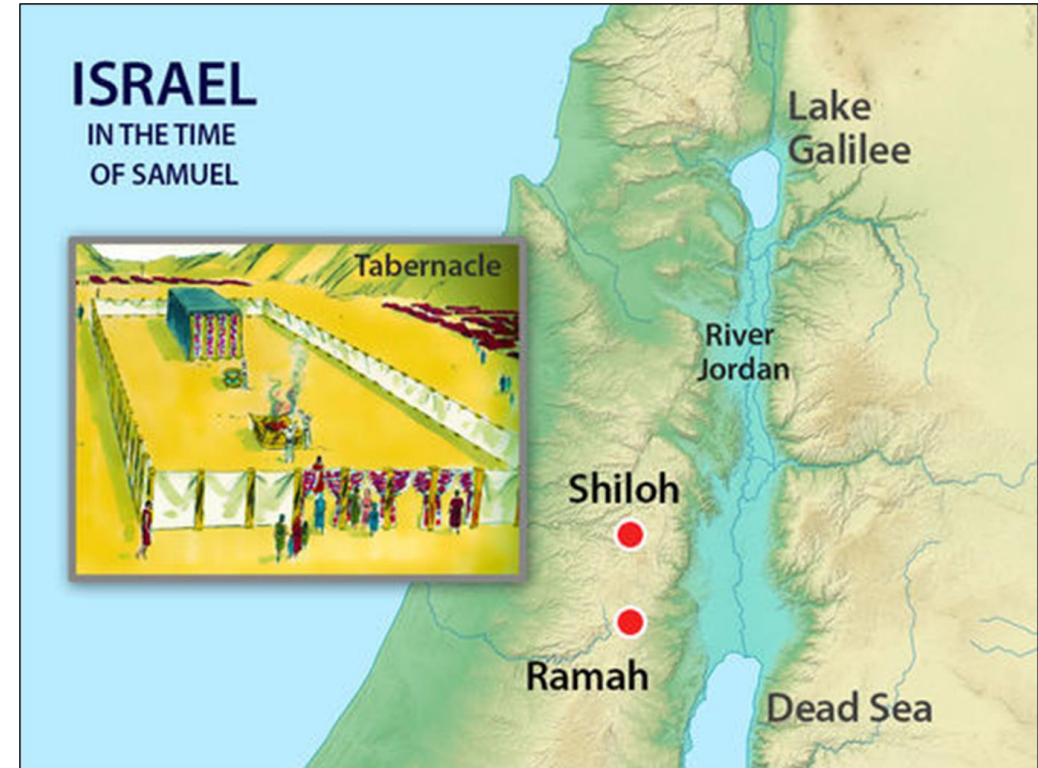 ISRAEL
IN THE TIME
OF SAMUEL
Lake
Galilee
Tabernacle
River
Jordan
Shiloh
Ramah
Dead Sea